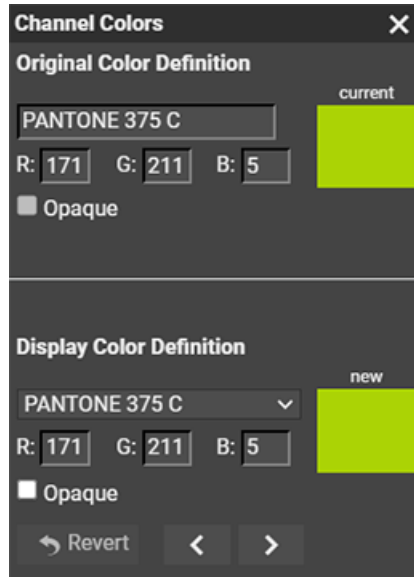 Channel Colors
Original Color Definition
current
PANTONE 375 C
R: 171 G: 211 B: 5
Opaque
Display Color Definition
new
PANTONE 375 C
R: 171 G: 211 B: 5
Opaque
Revert